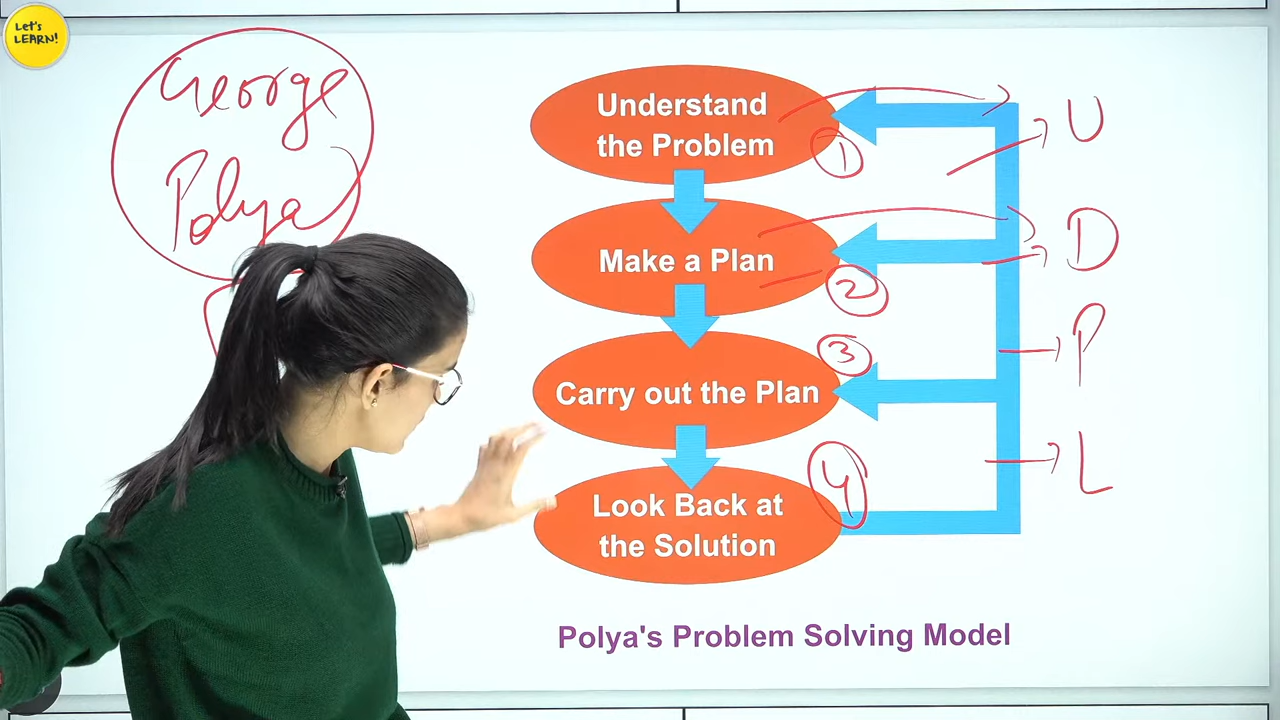 Let's
LEARN!
George
Polya
Understand
the Problem
1
U
Make a Plan
2
D
Carry out the Plan
3
P
Look Back at
the Solution
4
L
Polya's Problem Solving Model